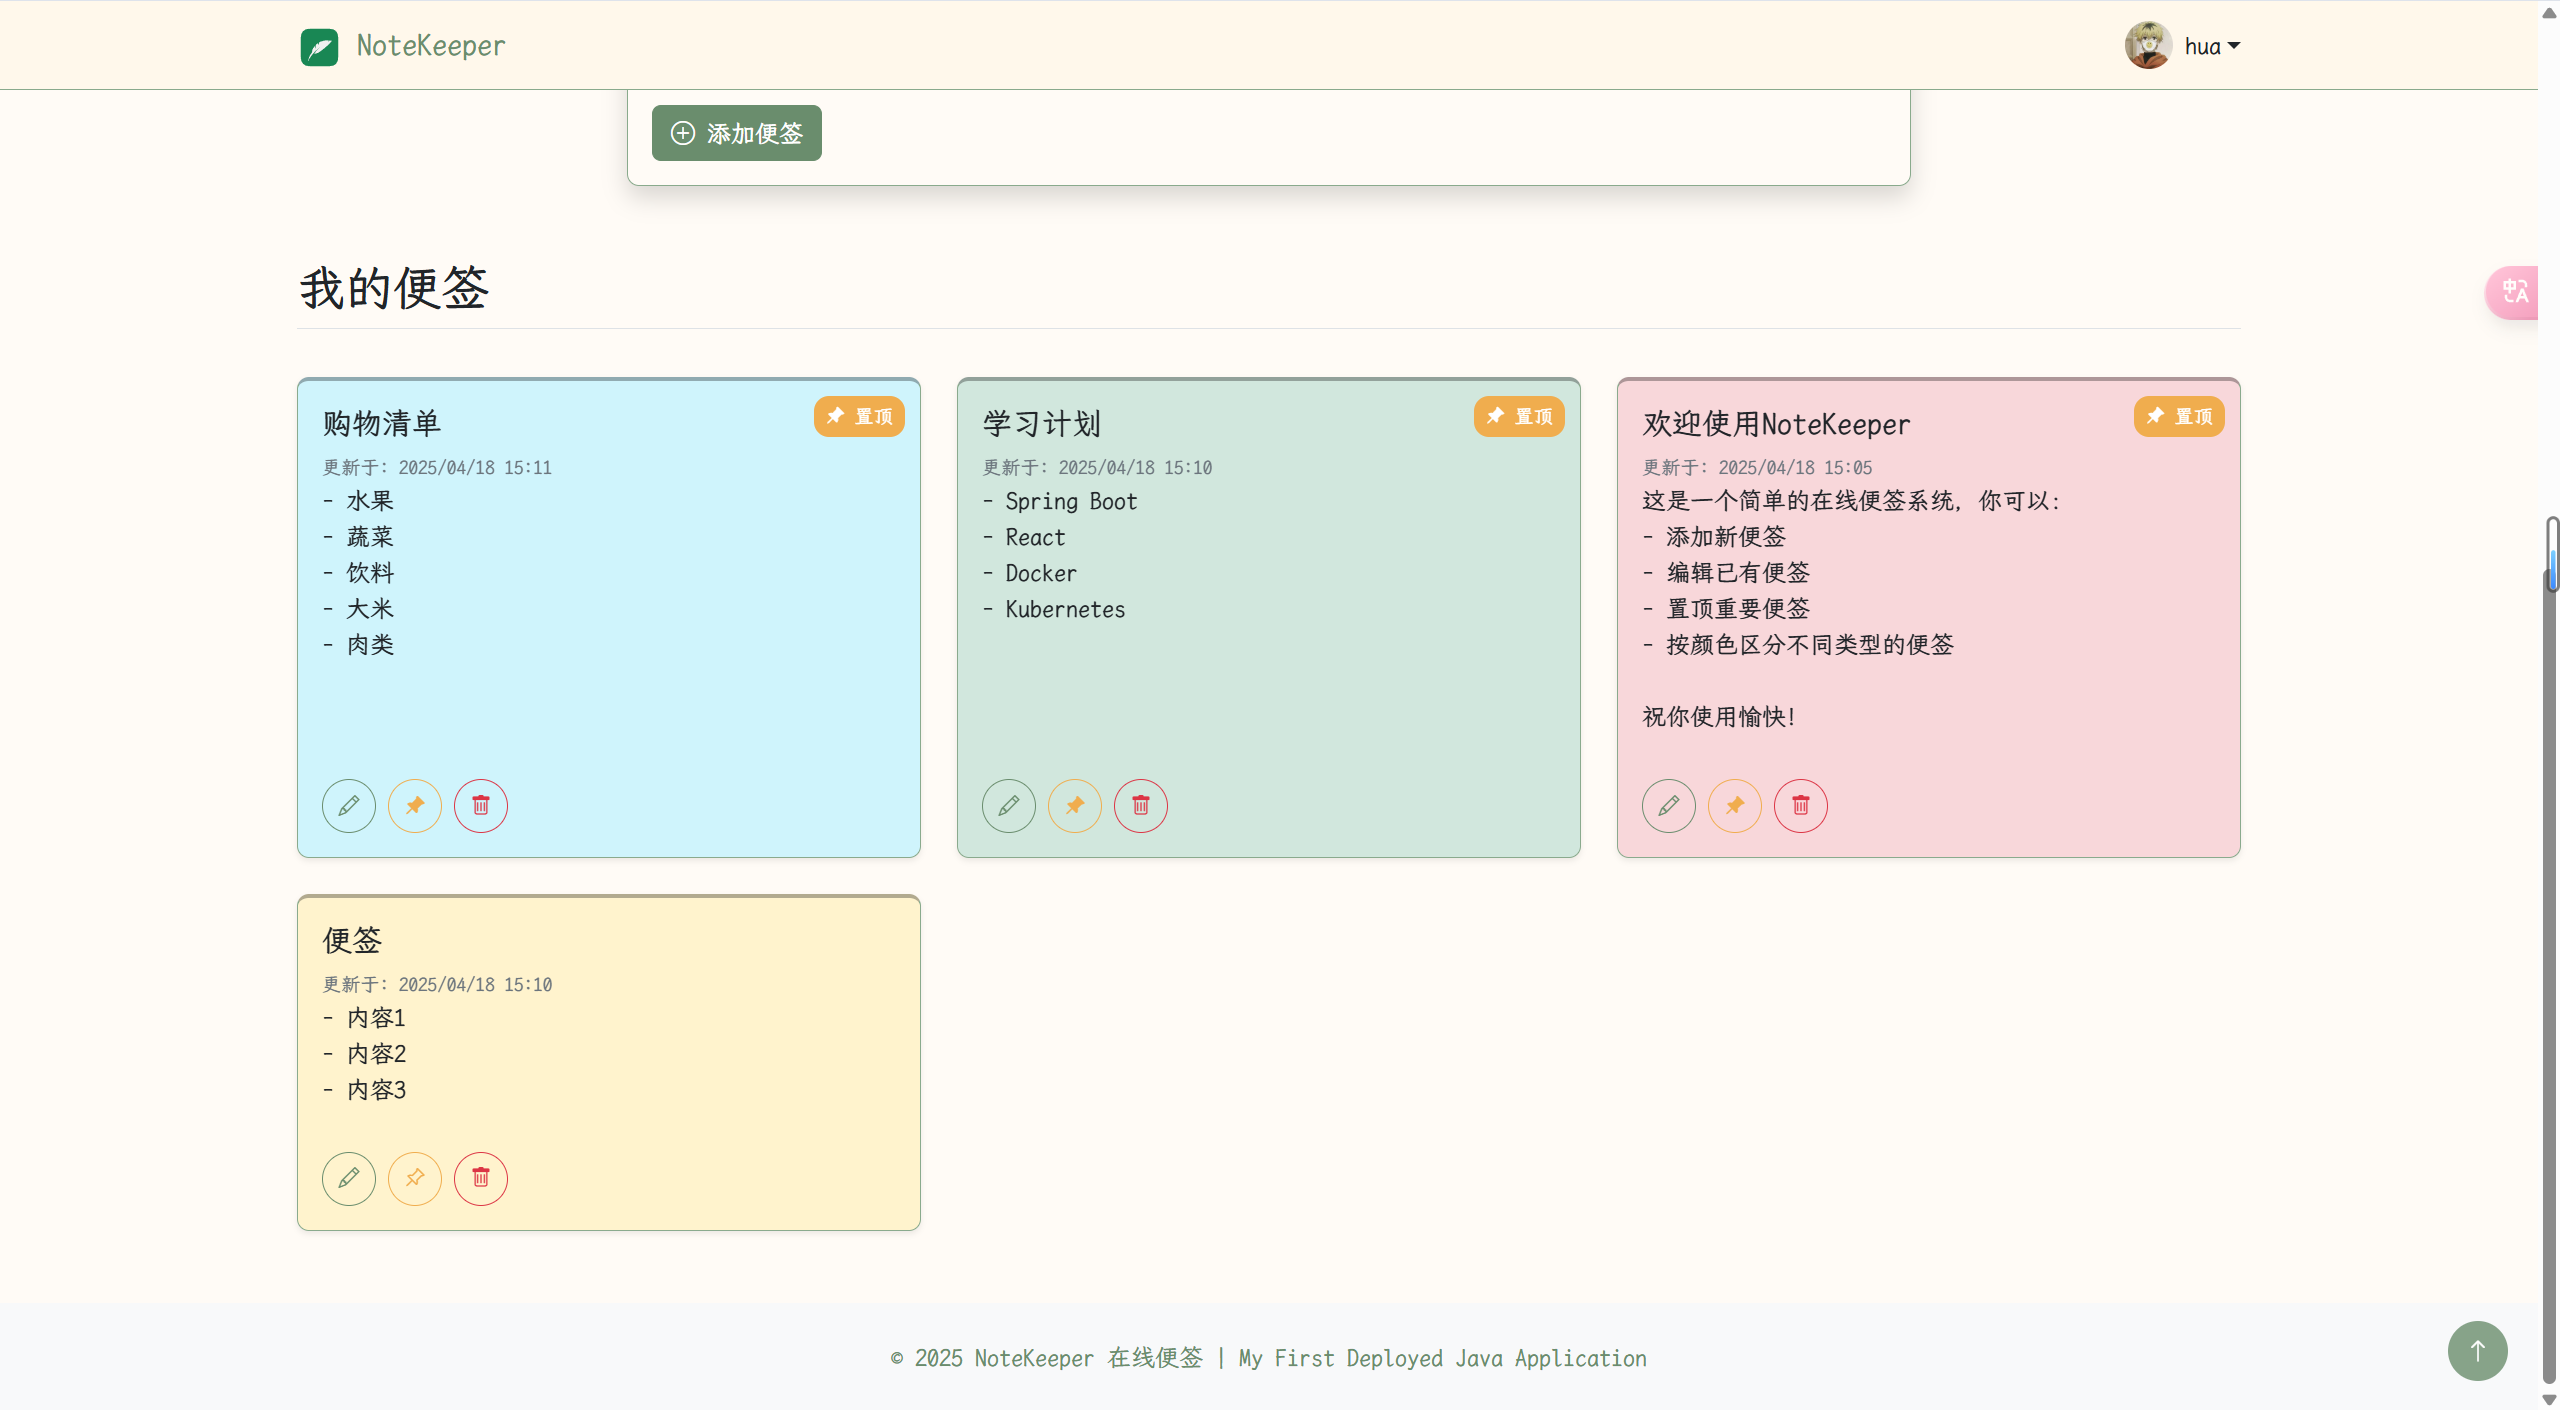 NoteKeeper
hua
添加便签
我的便签
购物清单
置顶
更新于: 2025/04/18 15:11
- 水果
- 蔬菜
- 饮料
- 大米
- 肉类
学习计划
置顶
更新于: 2025/04/18 15:10
- Spring Boot
- React
- Docker
- Kubernetes
欢迎使用NoteKeeper
置顶
更新于: 2025/04/18 15:05
这是一个简单的在线便签系统, 你可以:
- 添加新便签
- 编辑已有便签
- 置顶重要便签
- 按颜色区分不同类型的便签
祝你使用愉快!
便签
更新于: 2025/04/18 15:10
- 内容1
- 内容2
- 内容3
© 2025 NoteKeeper 在线便签 | My First Deployed Java Application